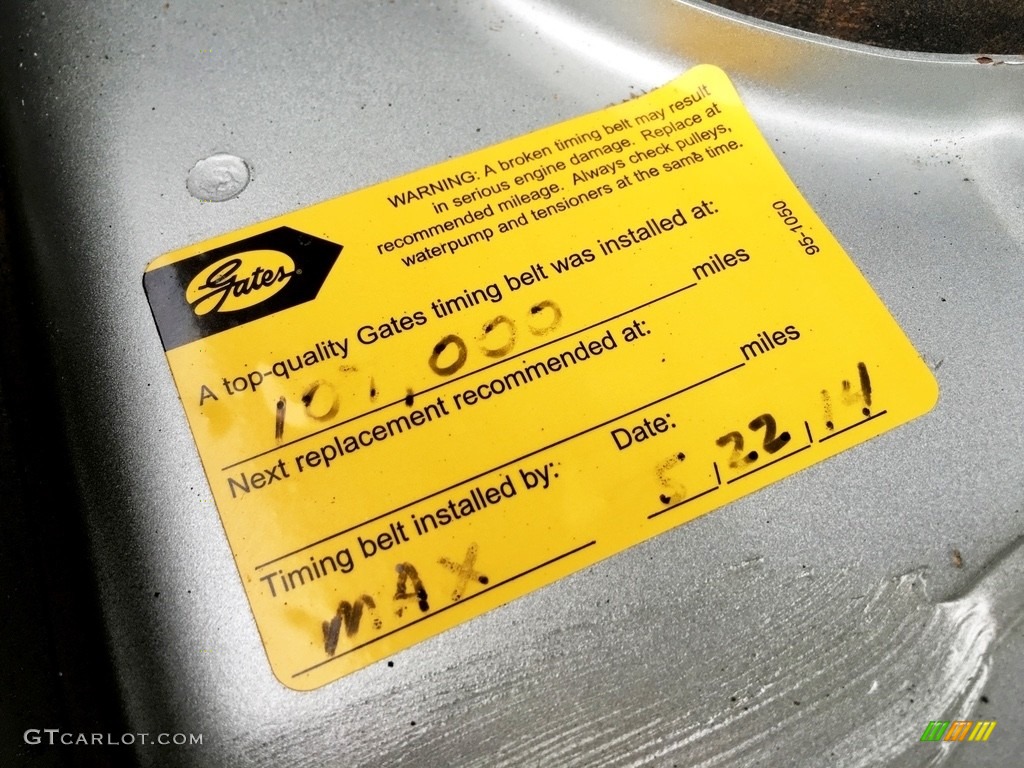 WARNING: A broken timing belt may result
in serious engine damage. Replace at
recommended mileage. Always check pulleys,
waterpump and tensioners at the same time.
Gates®
95-1050
A top-quality Gates timing belt was installed at:
107,000 miles
Next replacement recommended at:
miles
Timing belt installed by:
MAX
Date:
5/22/14
GTCARLOT.COM